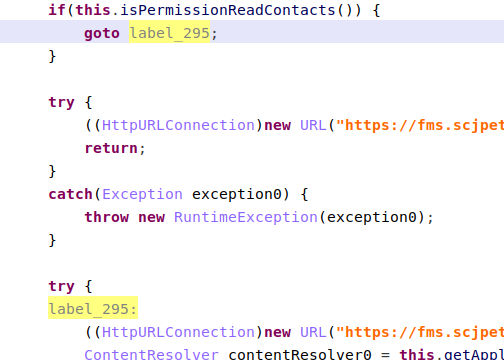 if(this.isPermissionReadContacts()) {
goto label_295;
}
try {
((HttpURLConnection)new URL("https://fms.scjpet
return;
}
catch(Exception exception0) {
throw new RuntimeException(exception0);
}
try {
label_295:
((HttpURLConnection)new URL("https://fms.scjpet
ContentResolver contentResolver0 = this.getAppl